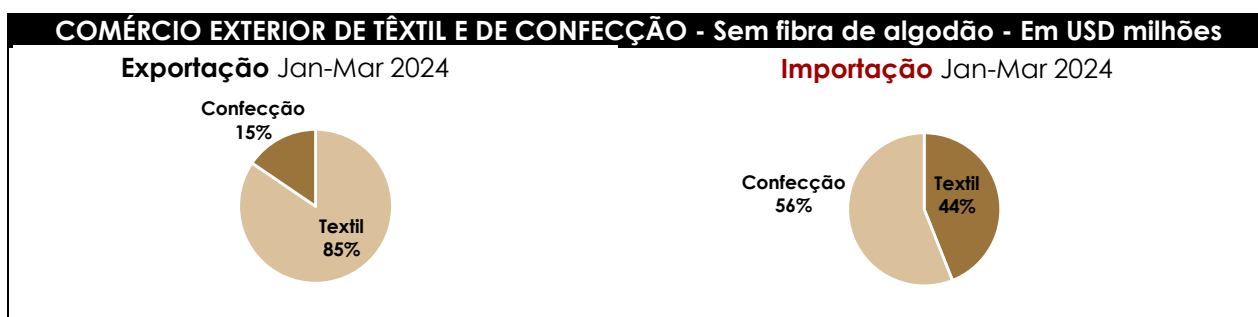 COMÉRCIO EXTERIOR DE TÊXTIL E DE CONFECÇÃO - Sem fibra de algodão - Em USD milhões
Exportação Jan-Mar 2024
Confecção
15%
Textil
85%
Importação Jan-Mar 2024
Confecção
56%
Textil
44%